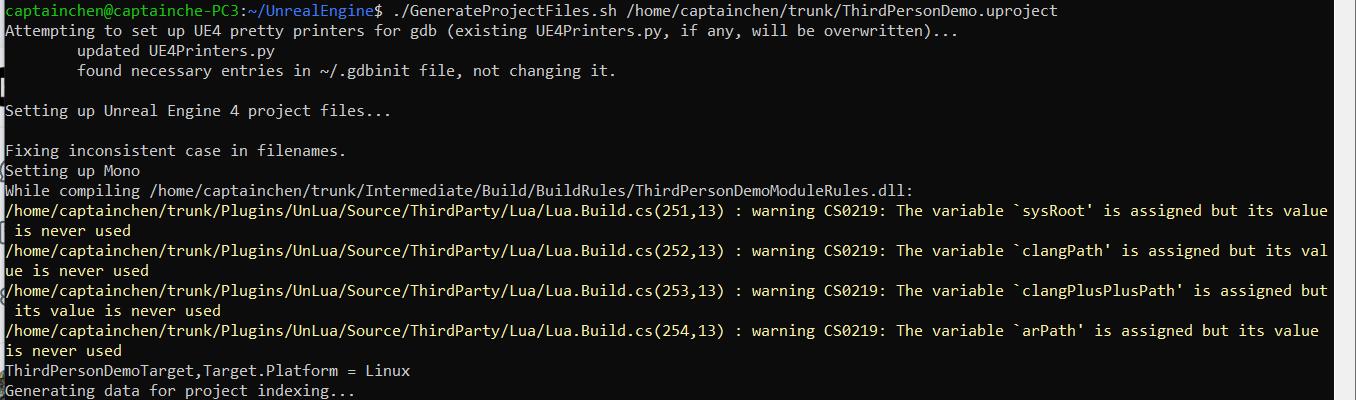 captainchen@captainche-PC3:~/UnrealEngine$ ./GenerateProjectFiles.sh /home/captainchen/trunk/ThirdPersonDemo.uproject
Attempting to set up UE4 pretty printers for gdb (existing UE4Printers.py, if any, will be overwritten)...
        updated UE4Printers.py
        found necessary entries in ~/.gdbinit file, not changing it.
Setting up Unreal Engine 4 project files...
Fixing inconsistent case in filenames.
Setting up Mono
While compiling /home/captainchen/trunk/Intermediate/Build/BuildRules/ThirdPersonDemoModuleRules.dll:
/home/captainchen/trunk/Plugins/UnLua/Source/ThirdParty/Lua/Lua.Build.cs(251,13) : warning CS0219: The variable `sysRoot' is assigned but its value
 is never used
/home/captainchen/trunk/Plugins/UnLua/Source/ThirdParty/Lua/Lua.Build.cs(252,13) : warning CS0219: The variable `clangPath' is assigned but its val
ue is never used
/home/captainchen/trunk/Plugins/UnLua/Source/ThirdParty/Lua/Lua.Build.cs(253,13) : warning CS0219: The variable `clangPlusPlusPath' is assigned but
 its value is never used
/home/captainchen/trunk/Plugins/UnLua/Source/ThirdParty/Lua/Lua.Build.cs(254,13) : warning CS0219: The variable `arPath' is assigned but its value
is never used
ThirdPersonDemoTarget,Target.Platform = Linux
Generating data for project indexing...